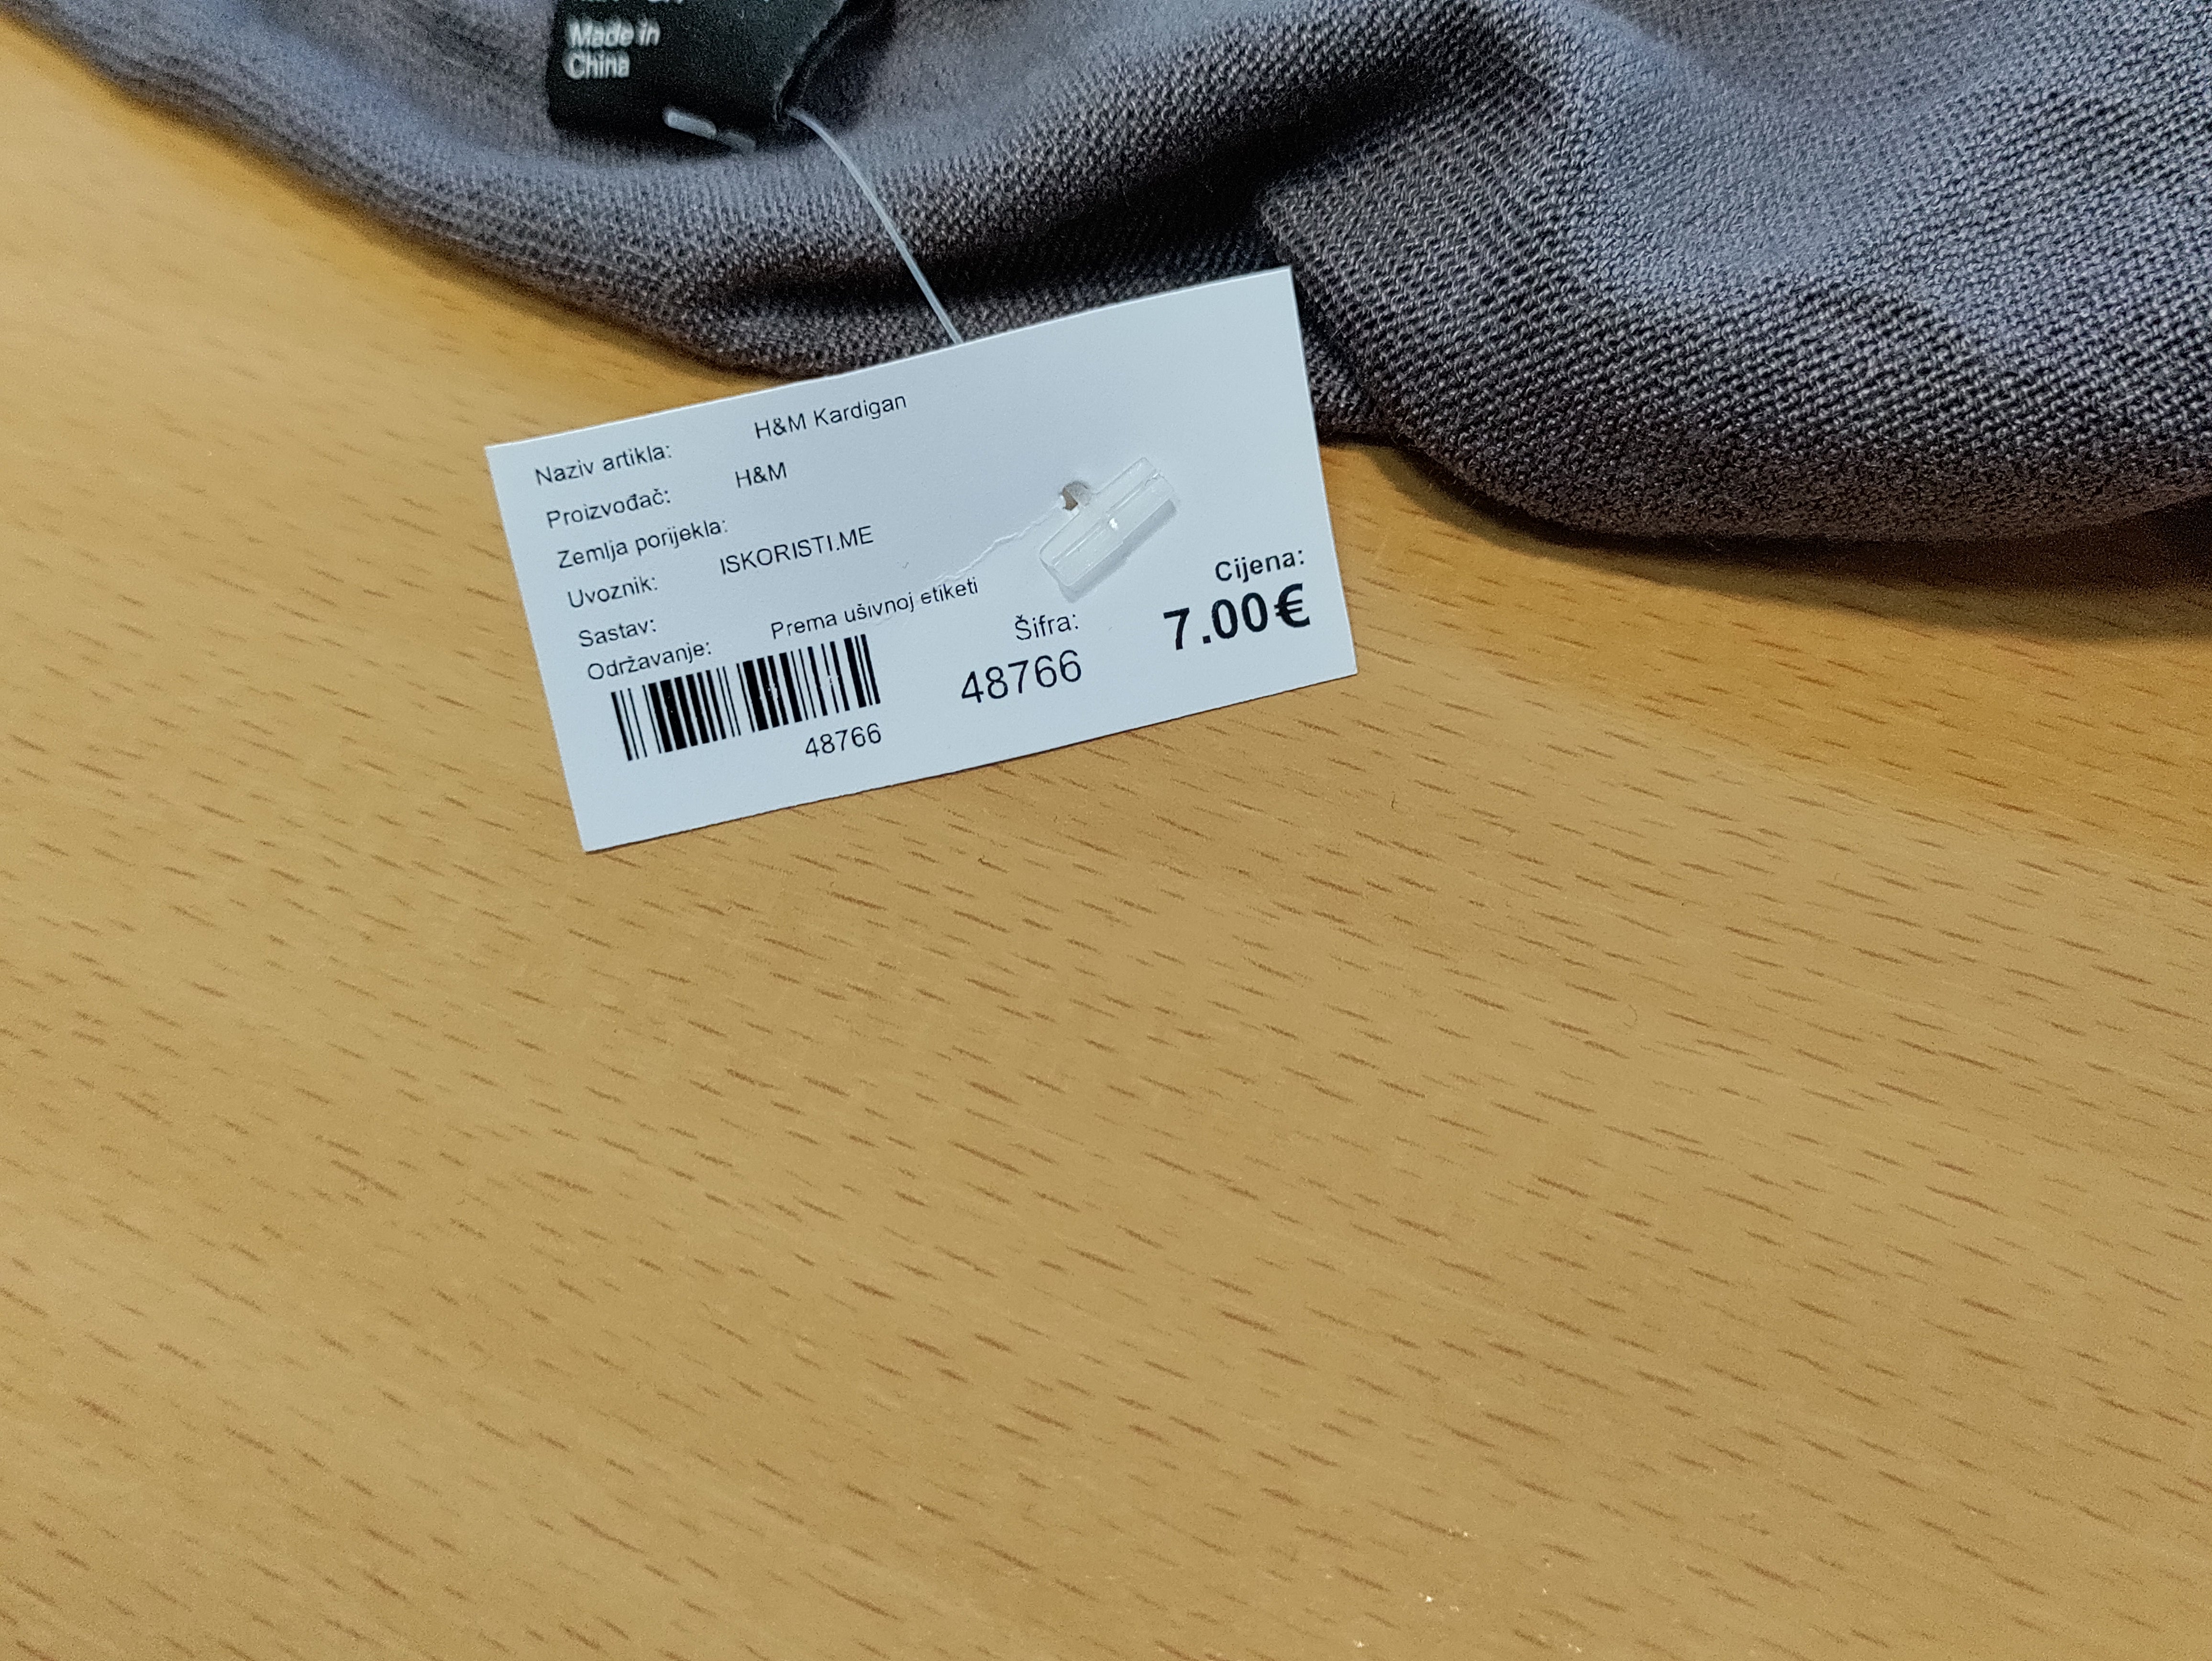 Made in
China
Naziv artikla: H&M Kardigan
Proizvođač: H&M
Zemlja porijekla:
Uvoznik: ISKORISTI.ME
Sastav:
Održavanje: Prema ušivnoj etiketi
48766
Šifra:
48766
Cijena:
7.00€